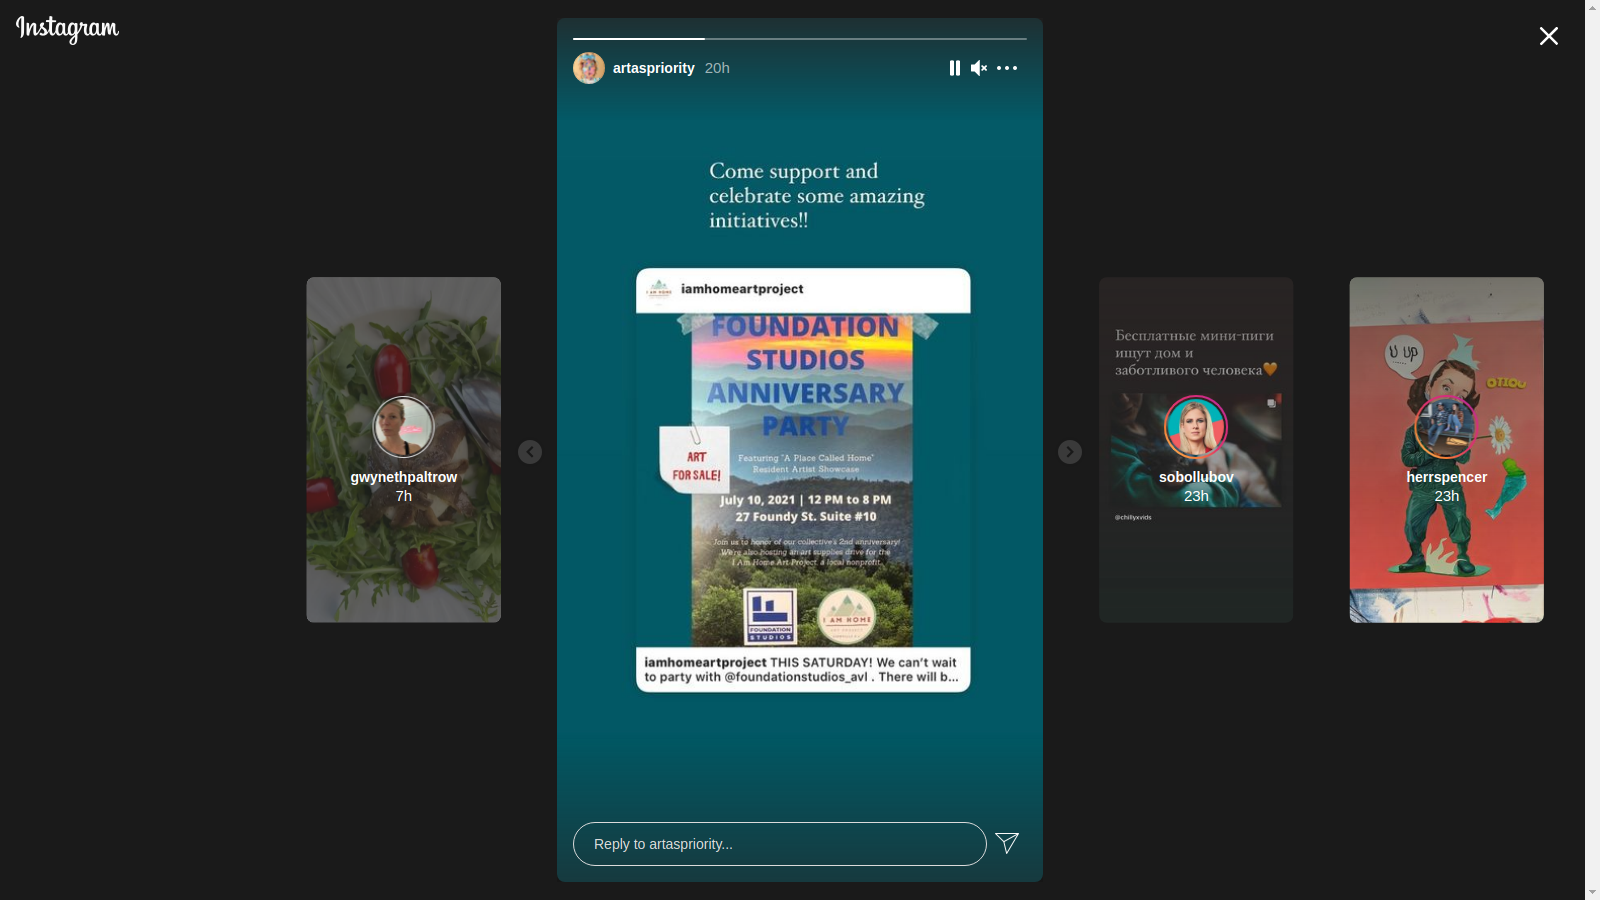 Instagram
artaspriority 20h
Come support and
celebrate some amazing
initiatives!!
I AM HOME
iamhomeartproject
FOUNDATION
STUDIOS
ANNIVERSARY
PARTY
ART
FOR SALE!
Featuring "A Place Called Home"
Resident Artist Showcase
July 10, 2021 | 12 PM to 8 PM
27 Foundy St. Suite #10
Join us to honor of our collective's 2nd anniversary!
We're also hosting an art supplies drive for the
I Am Home Art Project, a local nonprofit.
FOUNDATION
STUDIOS
I AM HOME
ART PROJECT
iamhomeartproject THIS SATURDAY! We can't wait
to party with @foundationstudios_avl . There will b...
Reply to artaspriority...
gwynethpaltrow
7h
Бесплатные мини-пиги
ищут дом и
заботливого человека🧡
sobollubov
23h
@chillyxvids
U UP
OTIOU
herrspencer
23h